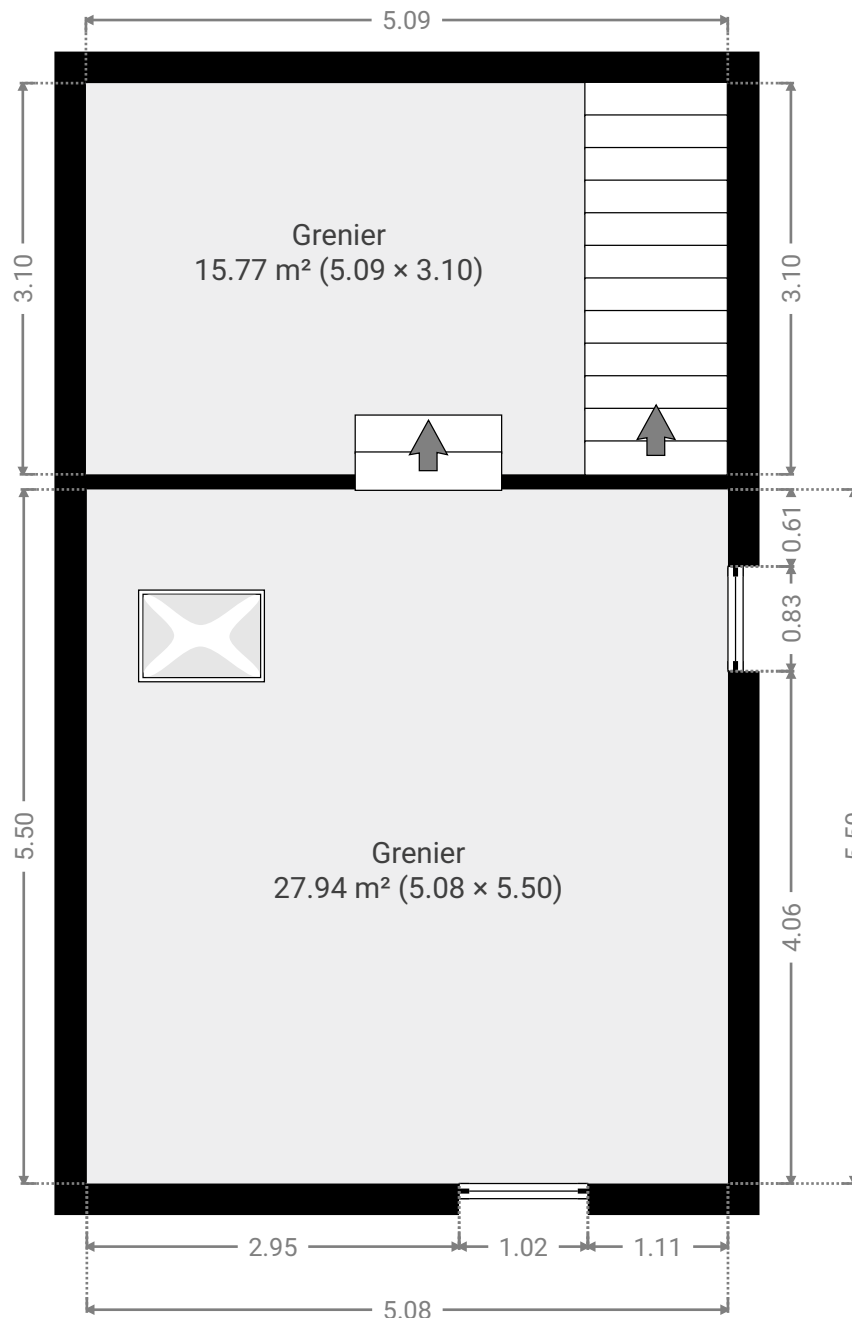 5.09
3.10
3.10
Grenier
15.77 m² (5.09 × 3.10)
0.61
0.83
5.50
4.06
Grenier
27.94 m² (5.08 × 5.50)
2.95
1.02
1.11
5.08